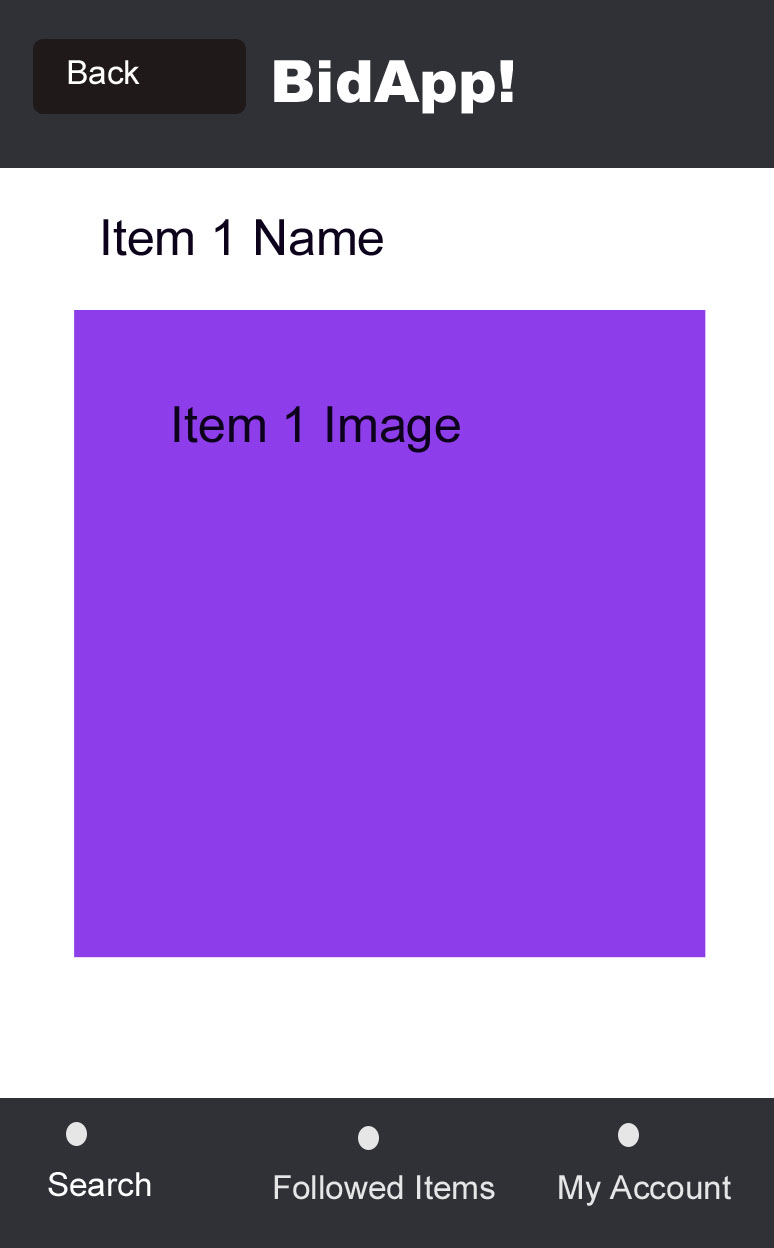 Back
BidApp!
Item 1 Name
Item 1 Image
Search
Followed Items
My Account